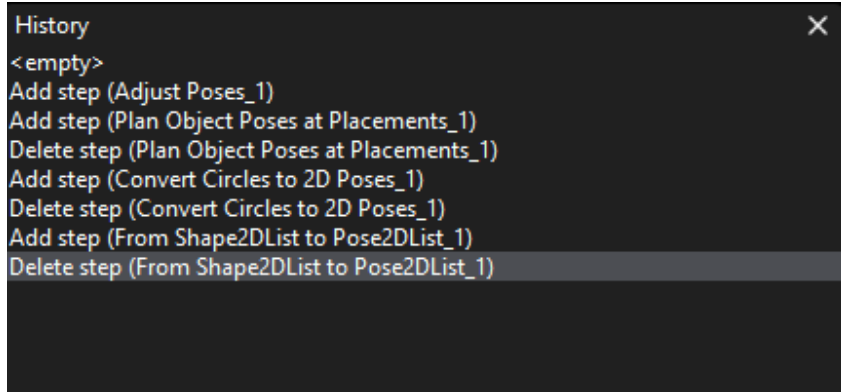 History
<empty>
Add step (Adjust Poses_1)
Add step (Plan Object Poses at Placements_1)
Delete step (Plan Object Poses at Placements_1)
Add step (Convert Circles to 2D Poses_1)
Delete step (Convert Circles to 2D Poses_1)
Add step (From Shape2DList to Pose2DList_1)
Delete step (From Shape2DList to Pose2DList_1)